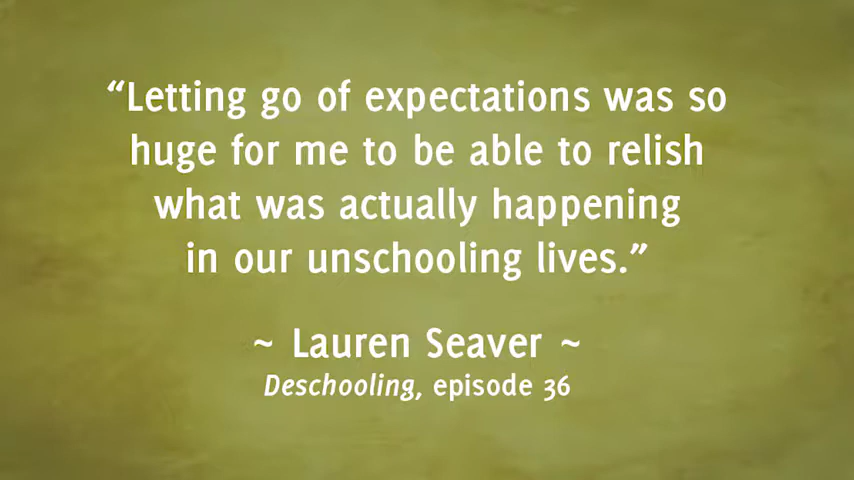 “Letting go of expectations was so
huge for me to be able to relish
what was actually happening
in our unschooling lives.”
~ Lauren Seaver ~
Deschooling, episode 36